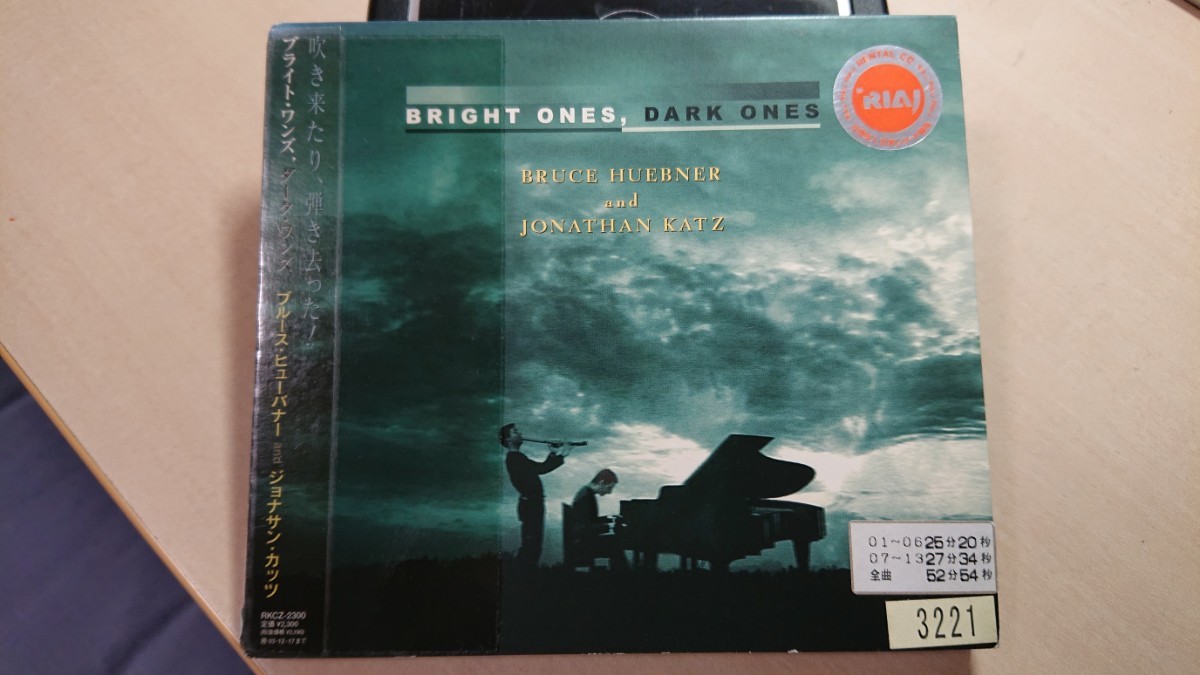 BRIGHT ONES, DARK ONES
BRUCE HUEBNER
and
JONATHAN KATZ
RIAJ
吹き来たり、弾き去った!
ブライト・ワンズ、ダーク・ワンズ
ブルース・ヒューバナー and ジョナサン・カッツ
RKCZ-2300
定価¥2,300
01~06 25分20秒
07~13 27分34秒
全曲 52分54秒
3221